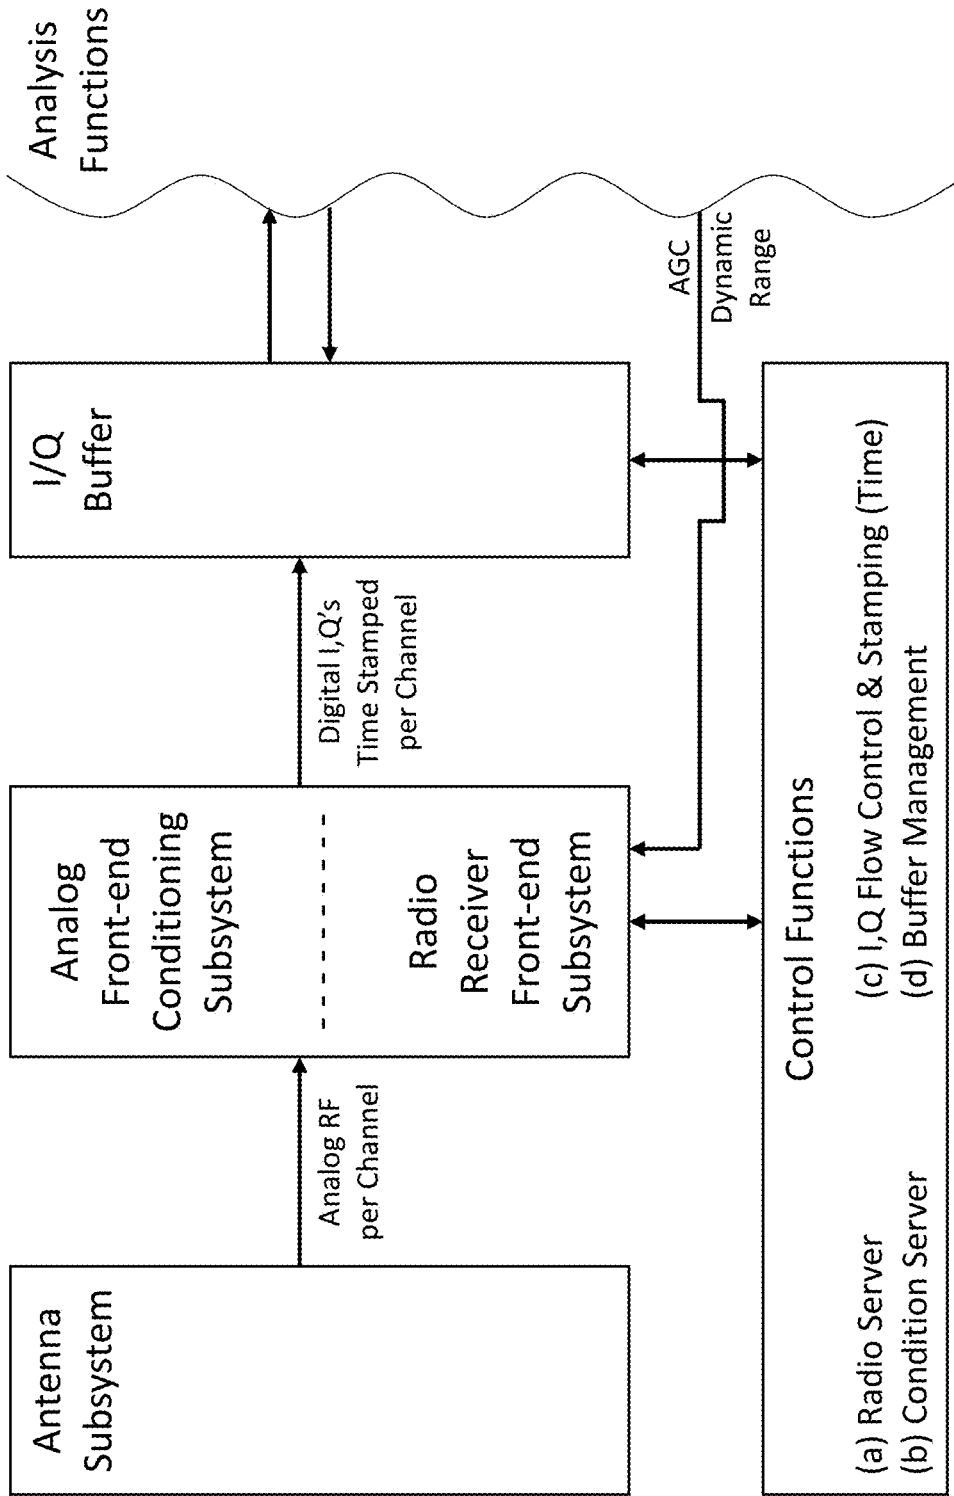 Antenna
Subsystem
Analog RF
per Channel
Analog
Front-end
Conditioning
Subsystem
Radio
Receiver
Front-end
Subsystem
Digital I,Q's
Time Stamped
per Channel
I/Q
Buffer
Analysis
Functions
AGC
Dynamic
Range
Control Functions
(a) Radio Server
(b) Condition Server
(c) I,Q Flow Control & Stamping (Time)
(d) Buffer Management